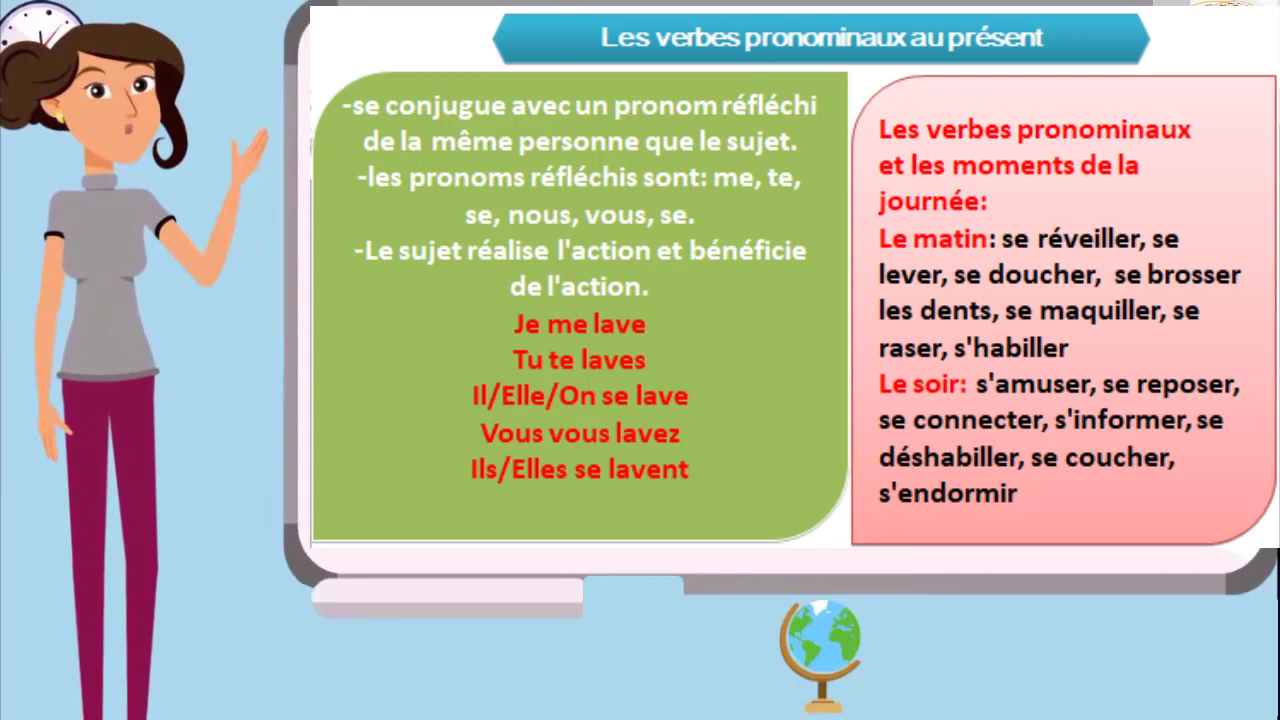 Les verbes pronominaux au présent
-se conjugue avec un pronom réfléchi
de la même personne que le sujet.
-les pronoms réfléchis sont: me, te,
se, nous, vous, se.
-Le sujet réalise l'action et bénéficie
de l'action.
Je me lave
Tu te laves
Il/Elle/On se lave
Vous vous lavez
Ils/Elles se lavent
Les verbes pronominaux
et les moments de la
journée:
Le matin: se réveiller, se
lever, se doucher, se brosser
les dents, se maquiller, se
raser, s'habiller
Le soir: s'amuser, se reposer,
se connecter, s'informer, se
déshabiller, se coucher,
s'endormir